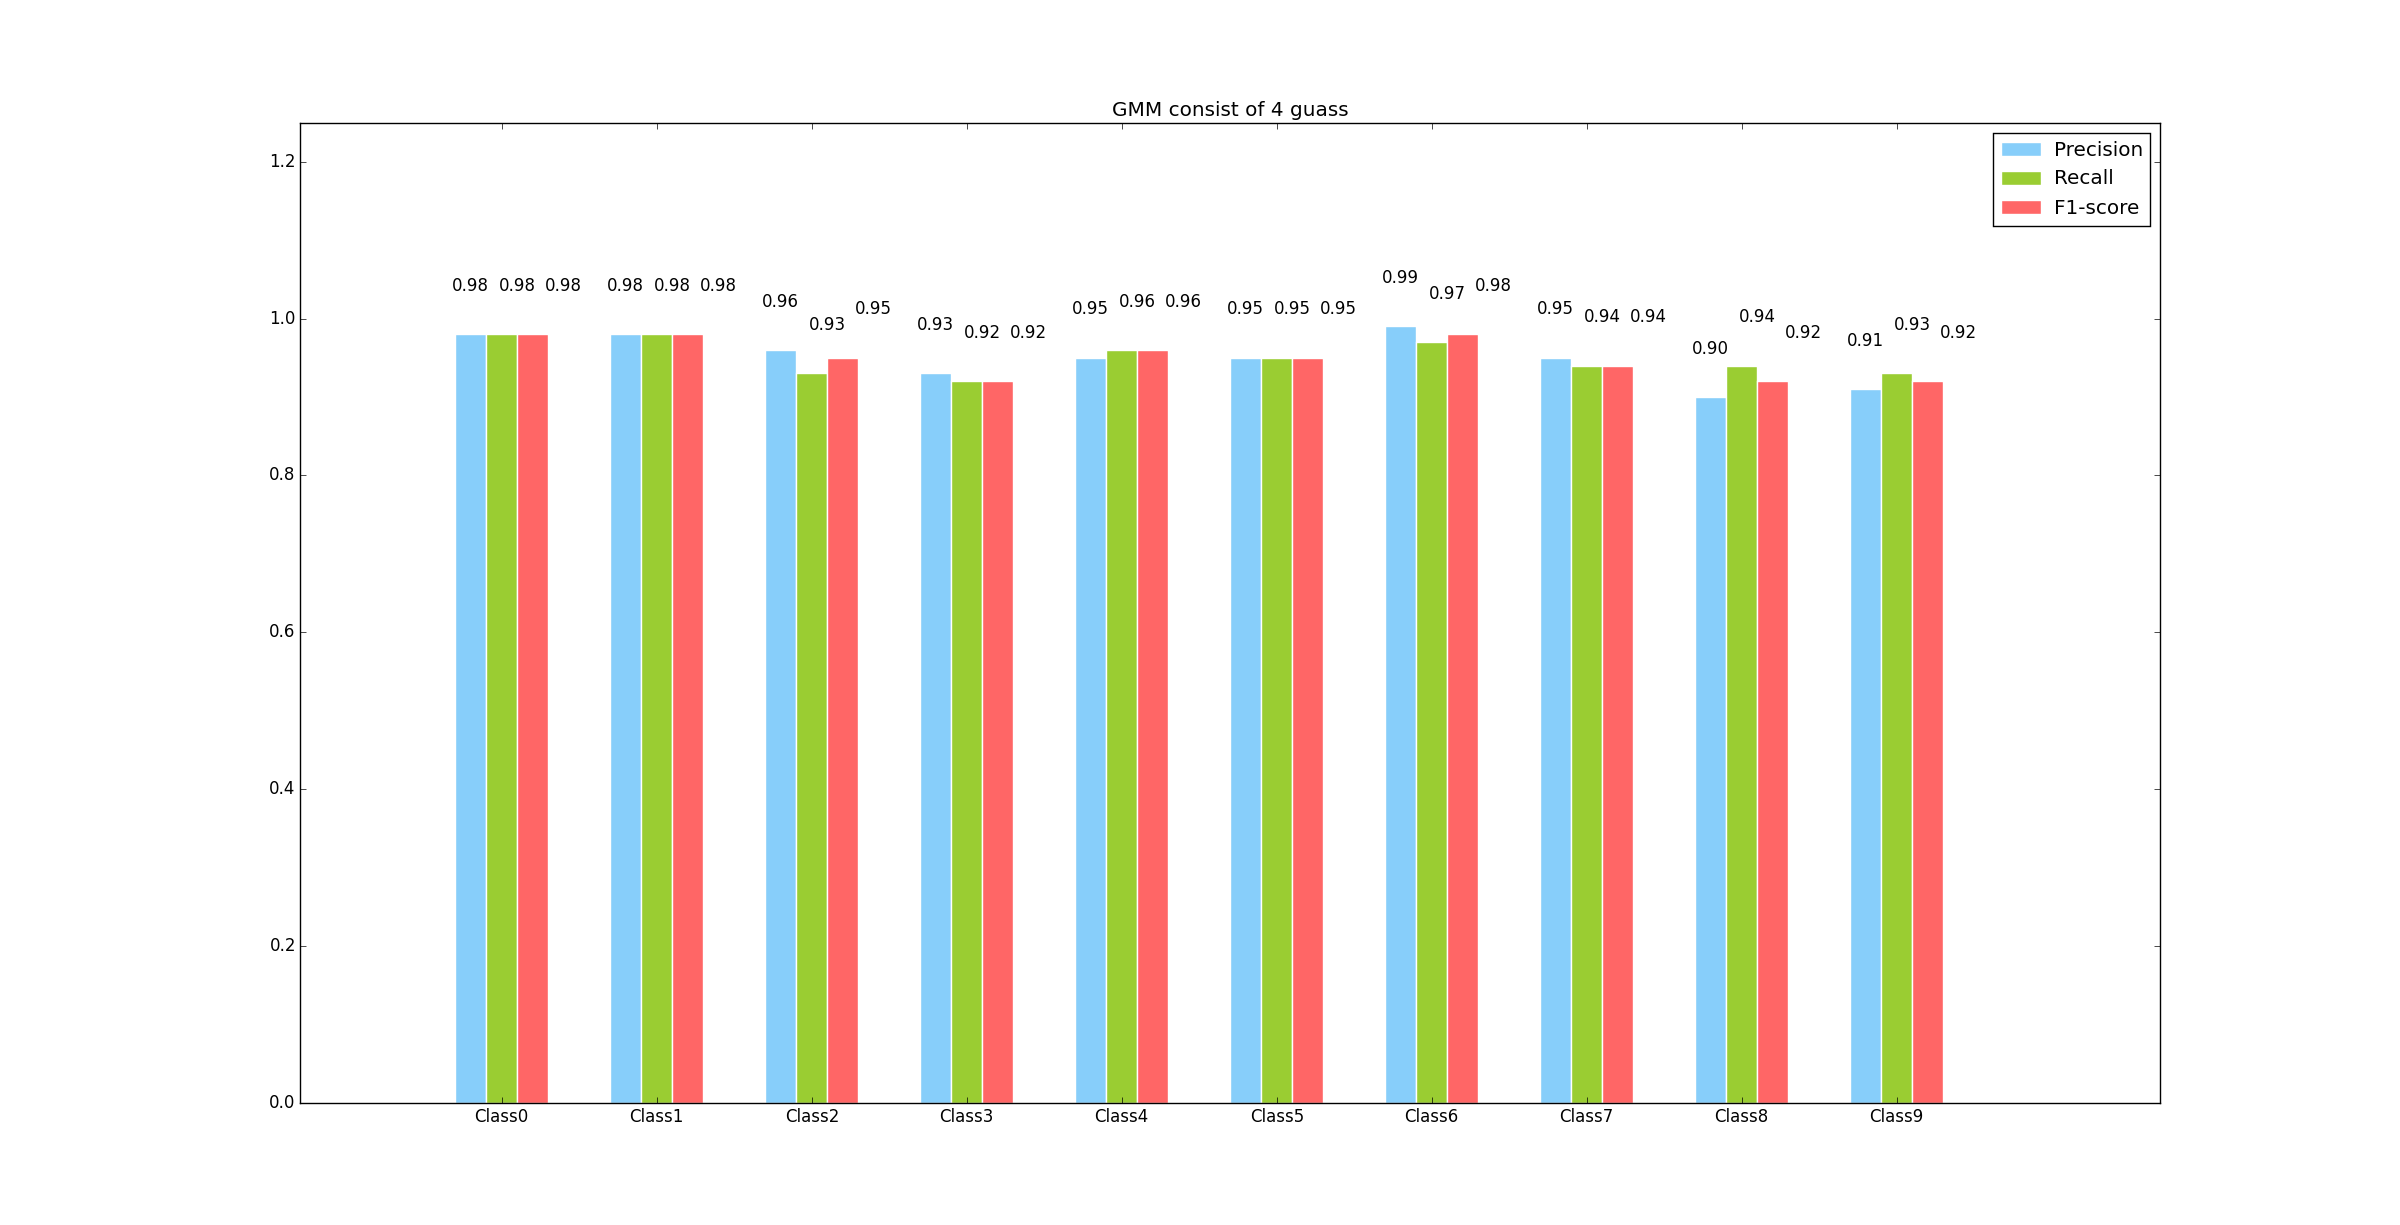 GMM consist of 4 guass
Precision
Recall
F1-score
1.2
1.0
0.8
0.6
0.4
0.2
0.0
0.98 0.98 0.98
0.98 0.98 0.98
0.96 0.93 0.95
0.93 0.92 0.92
0.95 0.96 0.96
0.95 0.95 0.95
0.99 0.97 0.98
0.95 0.94 0.94
0.90 0.94 0.92
0.91 0.93 0.92
Class0 Class1 Class2 Class3 Class4 Class5 Class6 Class7 Class8 Class9